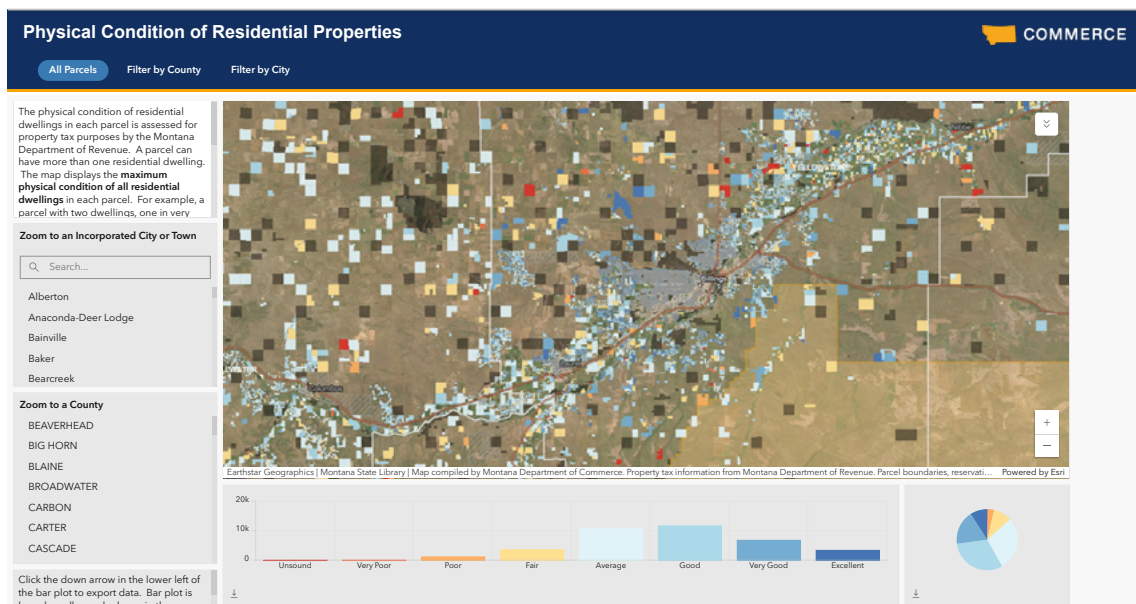 Physical Condition of Residential Properties
COMMERCE
All Parcels
Filter by County
Filter by City
The physical condition of residential
dwellings in each parcel is assessed for
property tax purposes by the Montana
Department of Revenue. A parcel can
have more than one residential dwelling.
The map displays the maximum
physical condition of all residential
dwellings in each parcel. For example, a
parcel with two dwellings, one in very
Zoom to an Incorporated City or Town
Search...
Alberton
Anaconda-Deer Lodge
Bainville
Baker
Bearcreek
Zoom to a County
BEAVERHEAD
BIG HORN
BLAINE
BROADWATER
CARBON
CARTER
CASCADE
Click the down arrow in the lower left of
the bar plot to export data. Bar plot is
YELLOWSTONE
Billings
Laurel
Columbus
+
−
Earthstar Geographics | Montana State Library | Map compiled by Montana Department of Commerce. Property tax information from Montana Department of Revenue. Parcel boundaries, reservati... Powered by Esri
20k
10k
0
Unsound
Very Poor
Poor
Fair
Average
Good
Very Good
Excellent